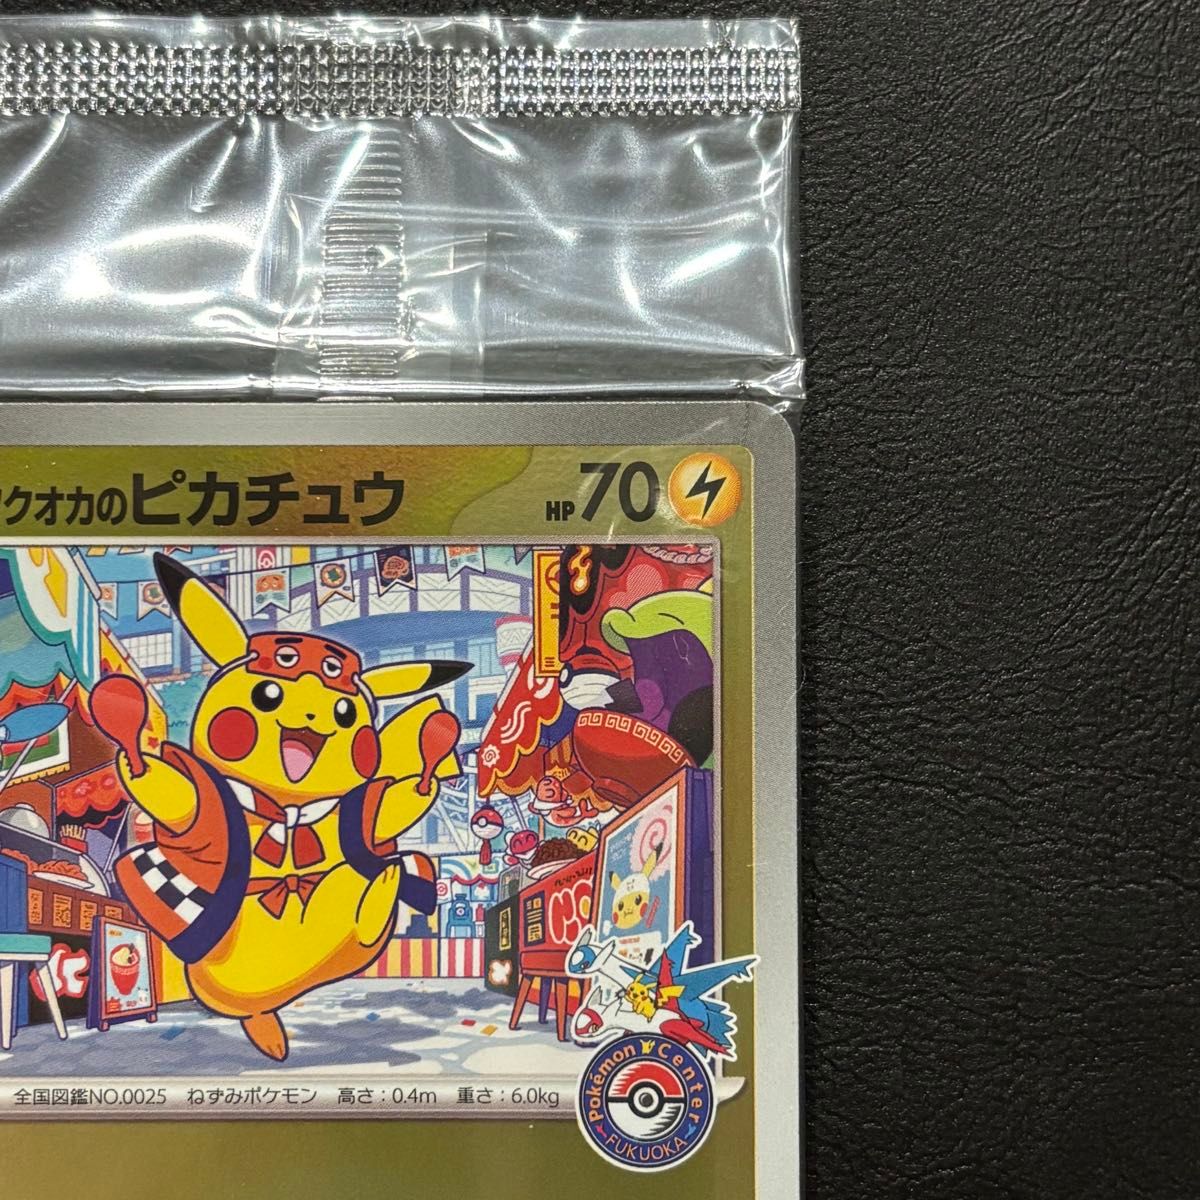 クオカのピカチュウ HP 70
全国図鑑NO.0025 ねずみポケモン 高さ：0.4m 重さ：6.0kg
Pokémon Center
FUKUOKA